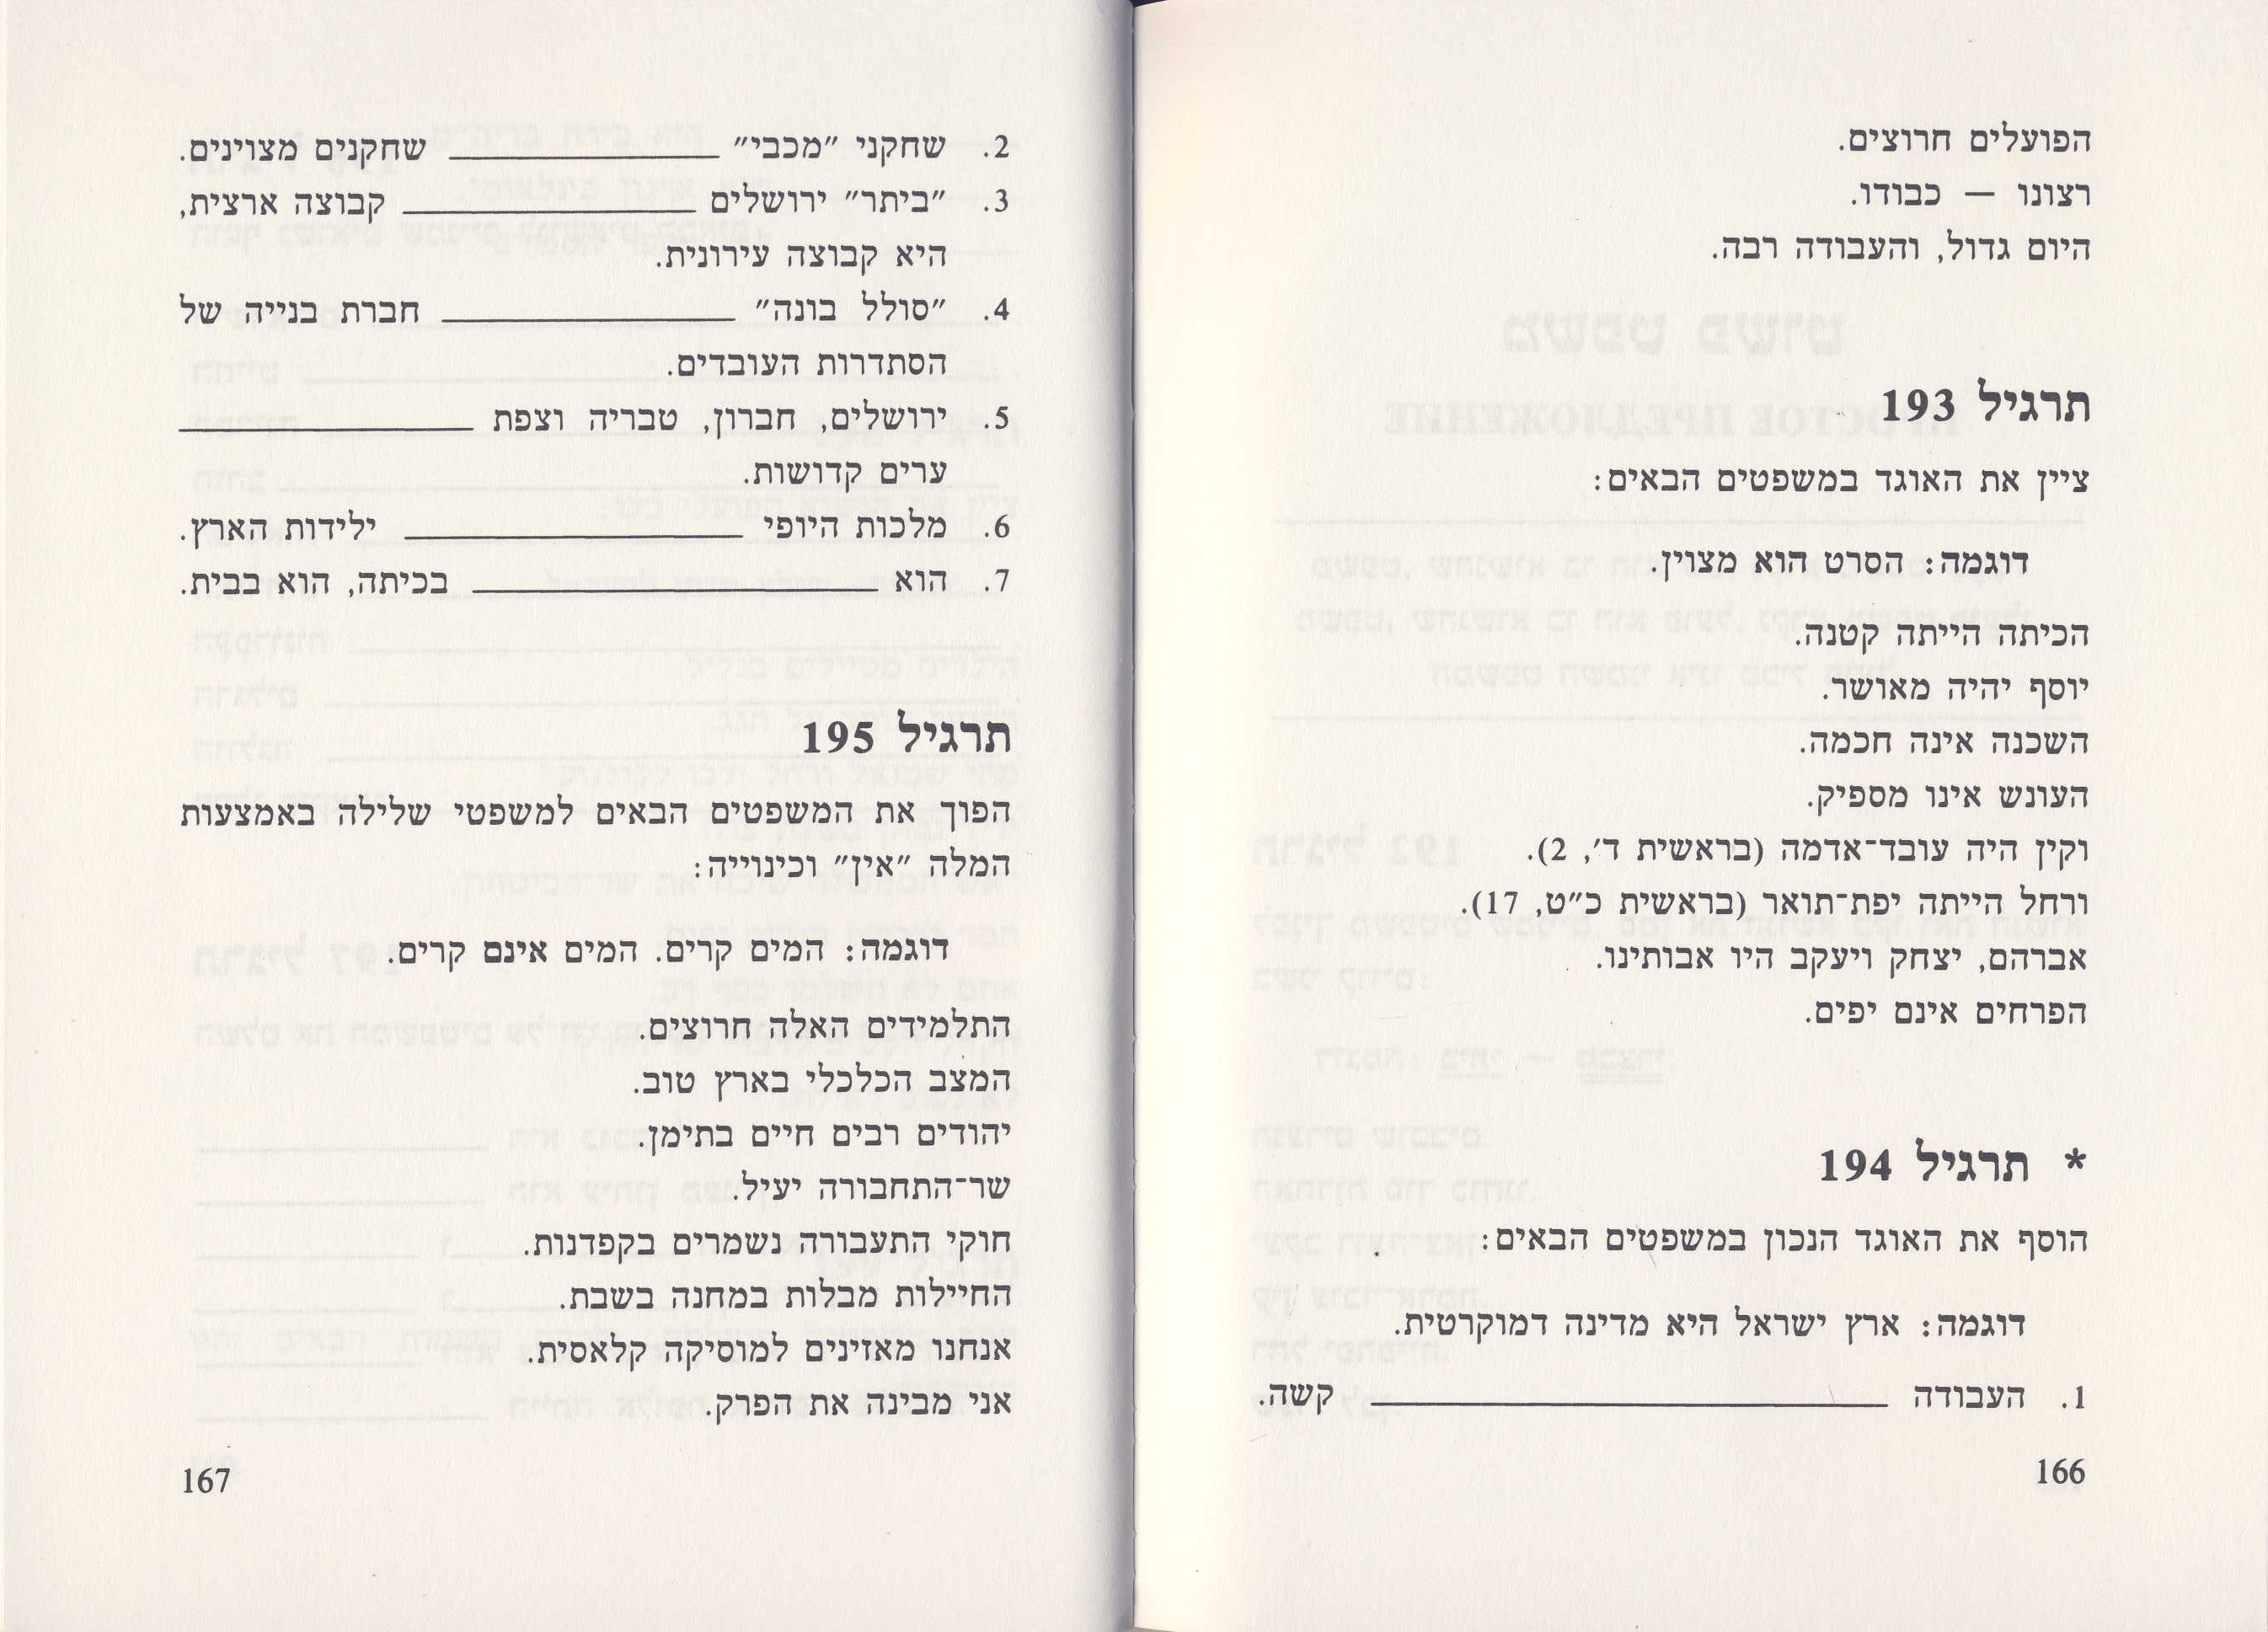 הפועלים חרוצים.
רצונו — כבודו.
היום גדול, והעבודה רבה.
תרגיל 193
ציין את האוגד במשפטים הבאים:
דוגמה: הסרט הוא מצוין.
הכיתה הייתה קטנה.
יוסף יהיה מאושר.
השכנה אינה חכמה.
העונש אינו מספיק.
וקין היה עובד־אדמה (בראשית ד׳, 2).
ורחל הייתה יפת־תואר (בראשית כ״ט, 17).
אברהם, יצחק ויעקב היו אבותינו.
הפרחים אינם יפים.
* תרגיל 194
הוסף את האוגד הנכון במשפטים הבאים:
דוגמה: ארץ ישראל היא מדינה דמוקרטית.
1. העבודה ____________ קשה.
166
2. שחקני ״מכבי״ ____________ שחקנים מצוינים.
3. ״ביתר״ ירושלים ____________ קבוצה ארצית,
היא קבוצה עירונית.
4. ״סולל בונה״ ____________ חברת בנייה של
הסתדרות העובדים.
5. ירושלים, חברון, טבריה וצפת ____________
ערים קדושות.
6. מלכות היופי ____________ ילידות הארץ.
7. הוא ____________ בכיתה, הוא בבית.
תרגיל 195
הפוך את המשפטים הבאים למשפטי שלילה באמצעות
המלה ״אין״ וכינוייה:
דוגמה: המים קרים. המים אינם קרים.
התלמידים האלה חרוצים.
המצב הכלכלי בארץ טוב.
יהודים רבים חיים בתימן.
שר־התחבורה יעיל.
חוקי התעבורה נשמרים בקפדנות.
החיילות מבלות במחנה בשבת.
אנחנו מאזינים למוסיקה קלאסית.
אני מבינה את הפרק.
167